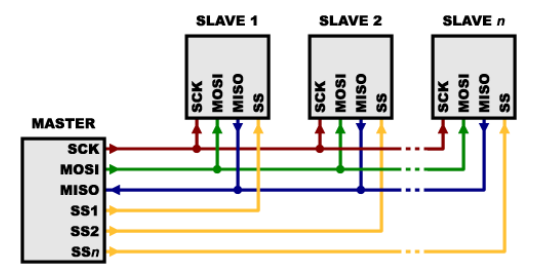 SLAVE 1
SLAVE 2
SLAVE n
SCK
MOSI
MISO
SS
SCK
MOSI
MISO
SS
SCK
MOSI
MISO
SS
MASTER
SCK
MOSI
MISO
SS1
SS2
SSn